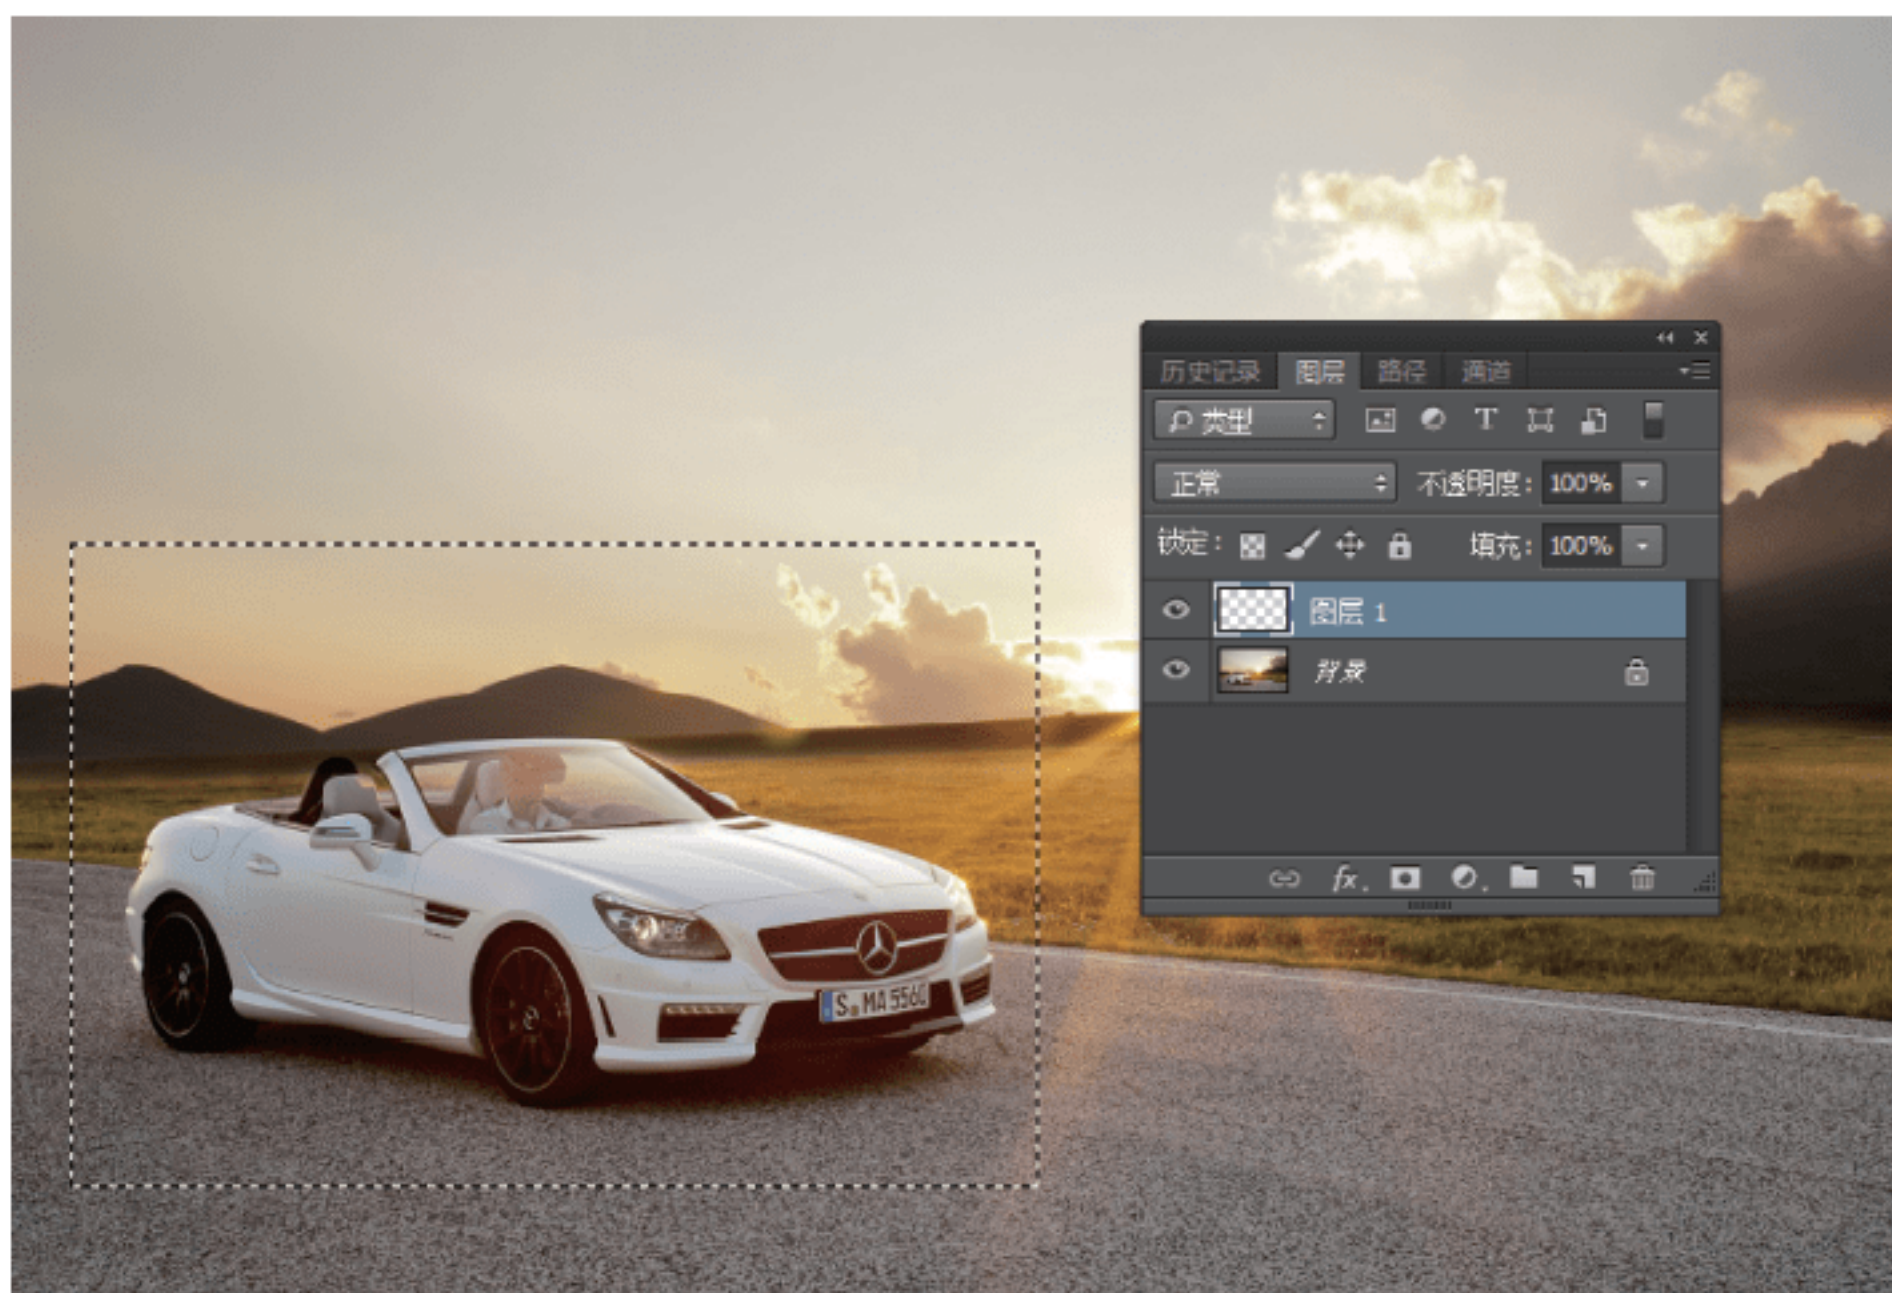 历史记录 图层 路径 通道
类型
正常 不透明度: 100%
锁定: 填充: 100%
图层 1
背景
fx
S MA 5560